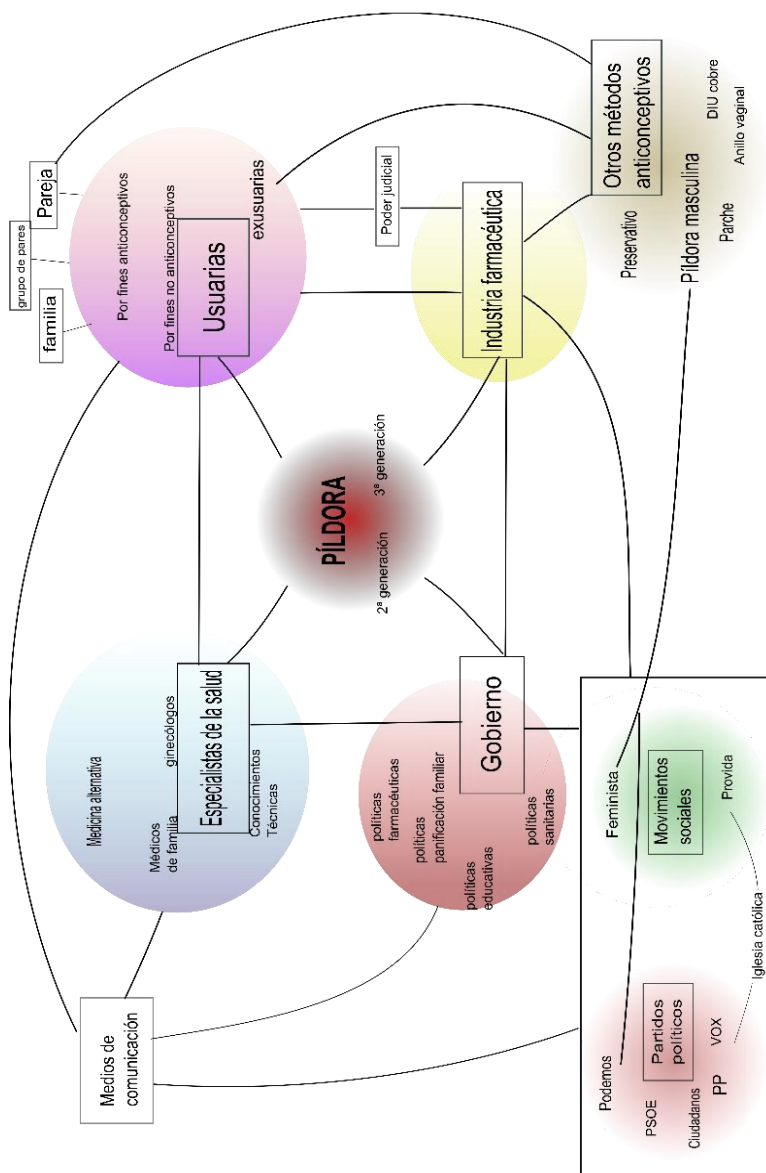 Medios de
comunicación
Medicina alternativa
Médicos
de familia
ginecólogos
Especialistas de la salud
Conocimientos
Técnicas
familia
grupo de pares
Pareja
Por fines anticonceptivos
Por fines no anticonceptivos
Usuarias
exusuarias
PÍLDORA
2ª generación
3ª generación
políticas
farmacéuticas
políticas
panificación familiar
políticas
educativas
Gobierno
políticas
sanitarias
Poder judicial
Industria farmacéutica
Otros métodos
anticonceptivos
Preservativo
Píldora masculina
DIU cobre
Parche
Anillo vaginal
Podemos
PSOE
Partidos
políticos
Ciudadanos
PP
VOX
Feminista
Movimientos
sociales
Provida
Iglesia católica